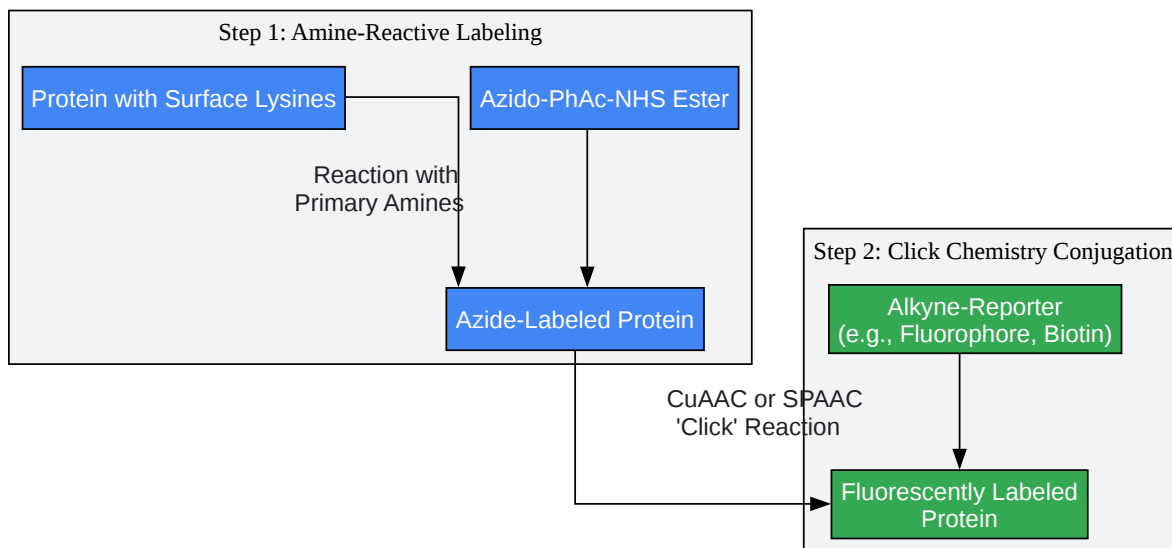 Step 1: Amine-Reactive Labeling
Protein with Surface Lysines
Azido-PhAc-NHS Ester
Reaction with
Primary Amines
Azide-Labeled Protein
Step 2: Click Chemistry Conjugation
Alkyne-Reporter
(e.g., Fluorophore, Biotin)
CuAAC or SPAAC
'Click' Reaction
Fluorescently Labeled
Protein